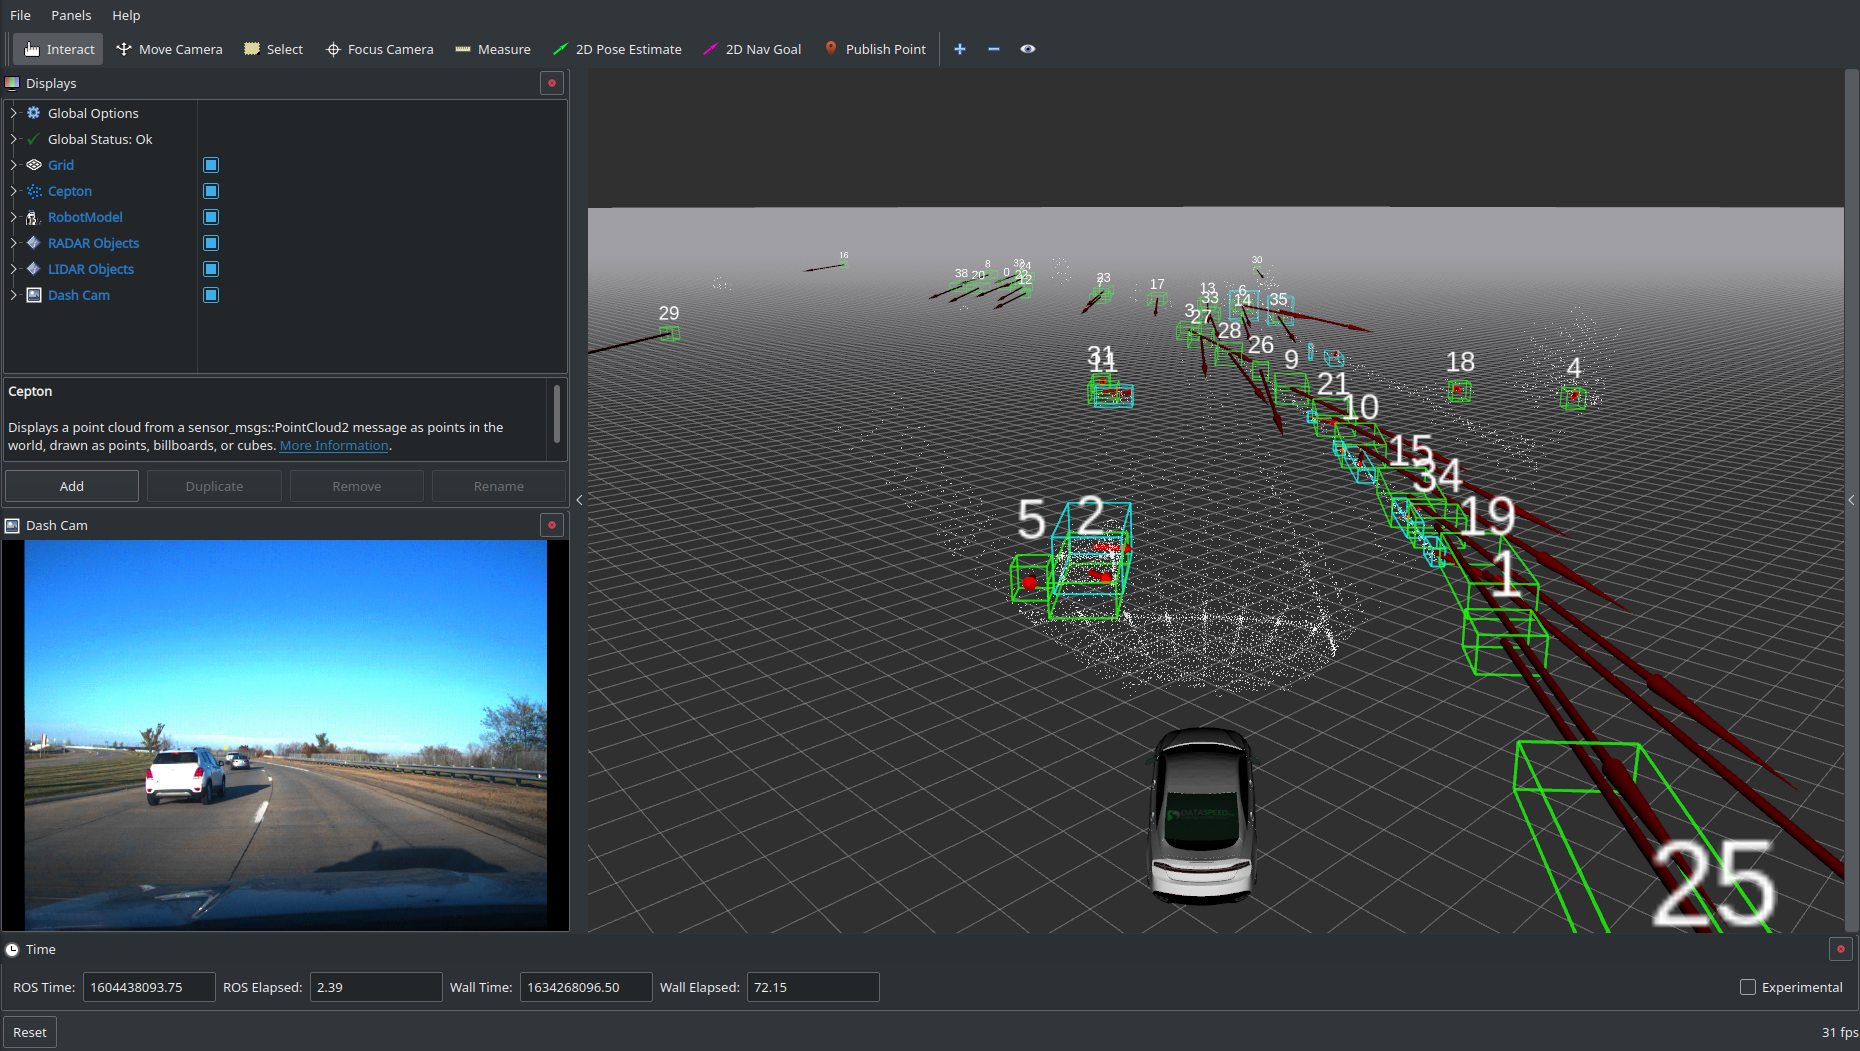 File Panels Help
Interact Move Camera Select Focus Camera Measure 2D Pose Estimate 2D Nav Goal Publish Point
Displays
Global Options
Global Status: Ok
Grid
Cepton
RobotModel
RADAR Objects
LIDAR Objects
Dash Cam
Cepton
Displays a point cloud from a sensor_msgs::PointCloud2 message as points in the
world, drawn as points, billboards, or cubes. More Information.
Add Duplicate Remove Rename
Dash Cam
16
30
8
38 20 0
12
23
17
13
6
33 14 35
29
3
27
28
26
31
11
9
18
4
21
10
15
34
5 2
19
1
DATASPEED
25
Time
ROS Time: 1604438093.75 ROS Elapsed: 2.39 Wall Time: 1634268096.50 Wall Elapsed: 72.15 Experimental
Reset 31 fps